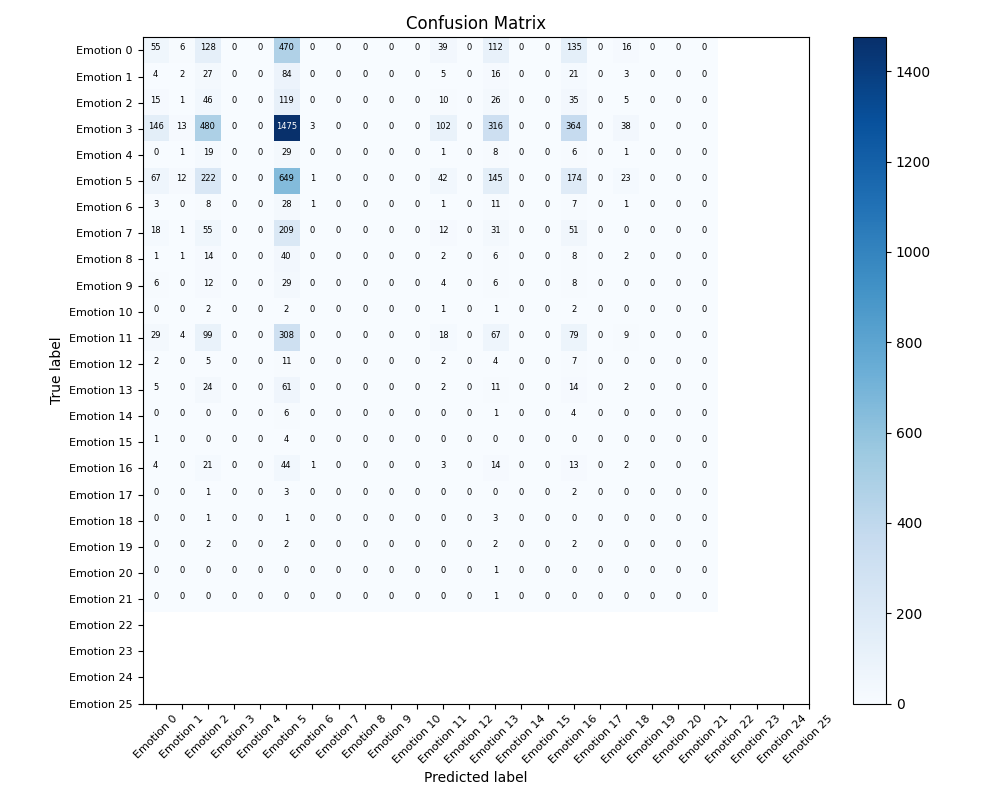 Confusion Matrix
Emotion 0 55 6 128 0 0 470 0 0 0 0 0 39 0 112 0 0 135 0 16 0 0 0
Emotion 1 4 2 27 0 0 84 0 0 0 0 0 5 0 16 0 0 21 0 3 0 0 0
Emotion 2 15 1 46 0 0 119 0 0 0 0 0 10 0 26 0 0 35 0 5 0 0 0
Emotion 3 146 13 480 0 0 1475 3 0 0 0 0 102 0 316 0 0 364 0 38 0 0 0
Emotion 4 0 1 19 0 0 29 0 0 0 0 0 1 0 8 0 0 6 0 1 0 0 0
Emotion 5 67 12 222 0 0 649 1 0 0 0 0 42 0 145 0 0 174 0 23 0 0 0
Emotion 6 3 0 8 0 0 28 1 0 0 0 0 1 0 11 0 0 7 0 1 0 0 0
Emotion 7 18 1 55 0 0 209 0 0 0 0 0 12 0 31 0 0 51 0 0 0 0 0
Emotion 8 1 1 14 0 0 40 0 0 0 0 0 2 0 6 0 0 8 0 2 0 0 0
Emotion 9 6 0 12 0 0 29 0 0 0 0 0 4 0 6 0 0 8 0 0 0 0 0
Emotion 10 0 0 2 0 0 2 0 0 0 0 0 1 0 1 0 0 2 0 0 0 0 0
Emotion 11 29 4 99 0 0 308 0 0 0 0 0 18 0 67 0 0 79 0 9 0 0 0
Emotion 12 2 0 5 0 0 11 0 0 0 0 0 2 0 4 0 0 7 0 0 0 0 0
Emotion 13 5 0 24 0 0 61 0 0 0 0 0 2 0 11 0 0 14 0 2 0 0 0
Emotion 14 0 0 0 0 0 6 0 0 0 0 0 0 0 1 0 0 4 0 0 0 0 0
Emotion 15 1 0 0 0 0 4 0 0 0 0 0 0 0 0 0 0 0 0 0 0 0 0
Emotion 16 4 0 21 0 0 44 1 0 0 0 0 3 0 14 0 0 13 0 2 0 0 0
Emotion 17 0 0 1 0 0 3 0 0 0 0 0 0 0 0 0 0 2 0 0 0 0 0
Emotion 18 0 0 1 0 0 1 0 0 0 0 0 0 0 3 0 0 0 0 0 0 0 0
Emotion 19 0 0 2 0 0 2 0 0 0 0 0 0 0 2 0 0 2 0 0 0 0 0
Emotion 20 0 0 0 0 0 0 0 0 0 0 0 0 0 1 0 0 0 0 0 0 0 0
Emotion 21 0 0 0 0 0 0 0 0 0 0 0 0 0 1 0 0 0 0 0 0 0 0
Emotion 22
Emotion 23
Emotion 24
Emotion 25
True label
Emotion 0
Emotion 1
Emotion 2
Emotion 3
Emotion 4
Emotion 5
Emotion 6
Emotion 7
Emotion 8
Emotion 9
Emotion 10
Emotion 11
Emotion 12
Emotion 13
Emotion 14
Emotion 15
Emotion 16
Emotion 17
Emotion 18
Emotion 19
Emotion 20
Emotion 21
Emotion 22
Emotion 23
Emotion 24
Emotion 25
Predicted label
1400
1200
1000
800
600
400
200
0